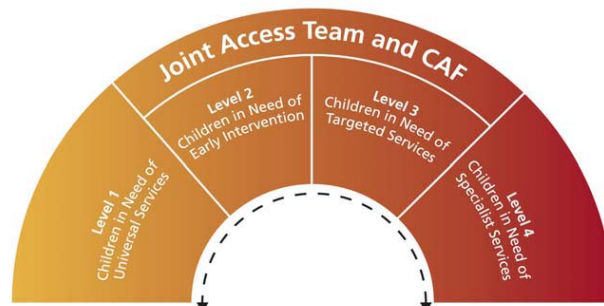 Joint Access Team and CAF
Level 1
Children in Need of
Universal Services
Level 2
Children in Need of
Early Intervention
Level 3
Children in Need of
Targeted Services
Level 4
Children in Need of
Specialist Services